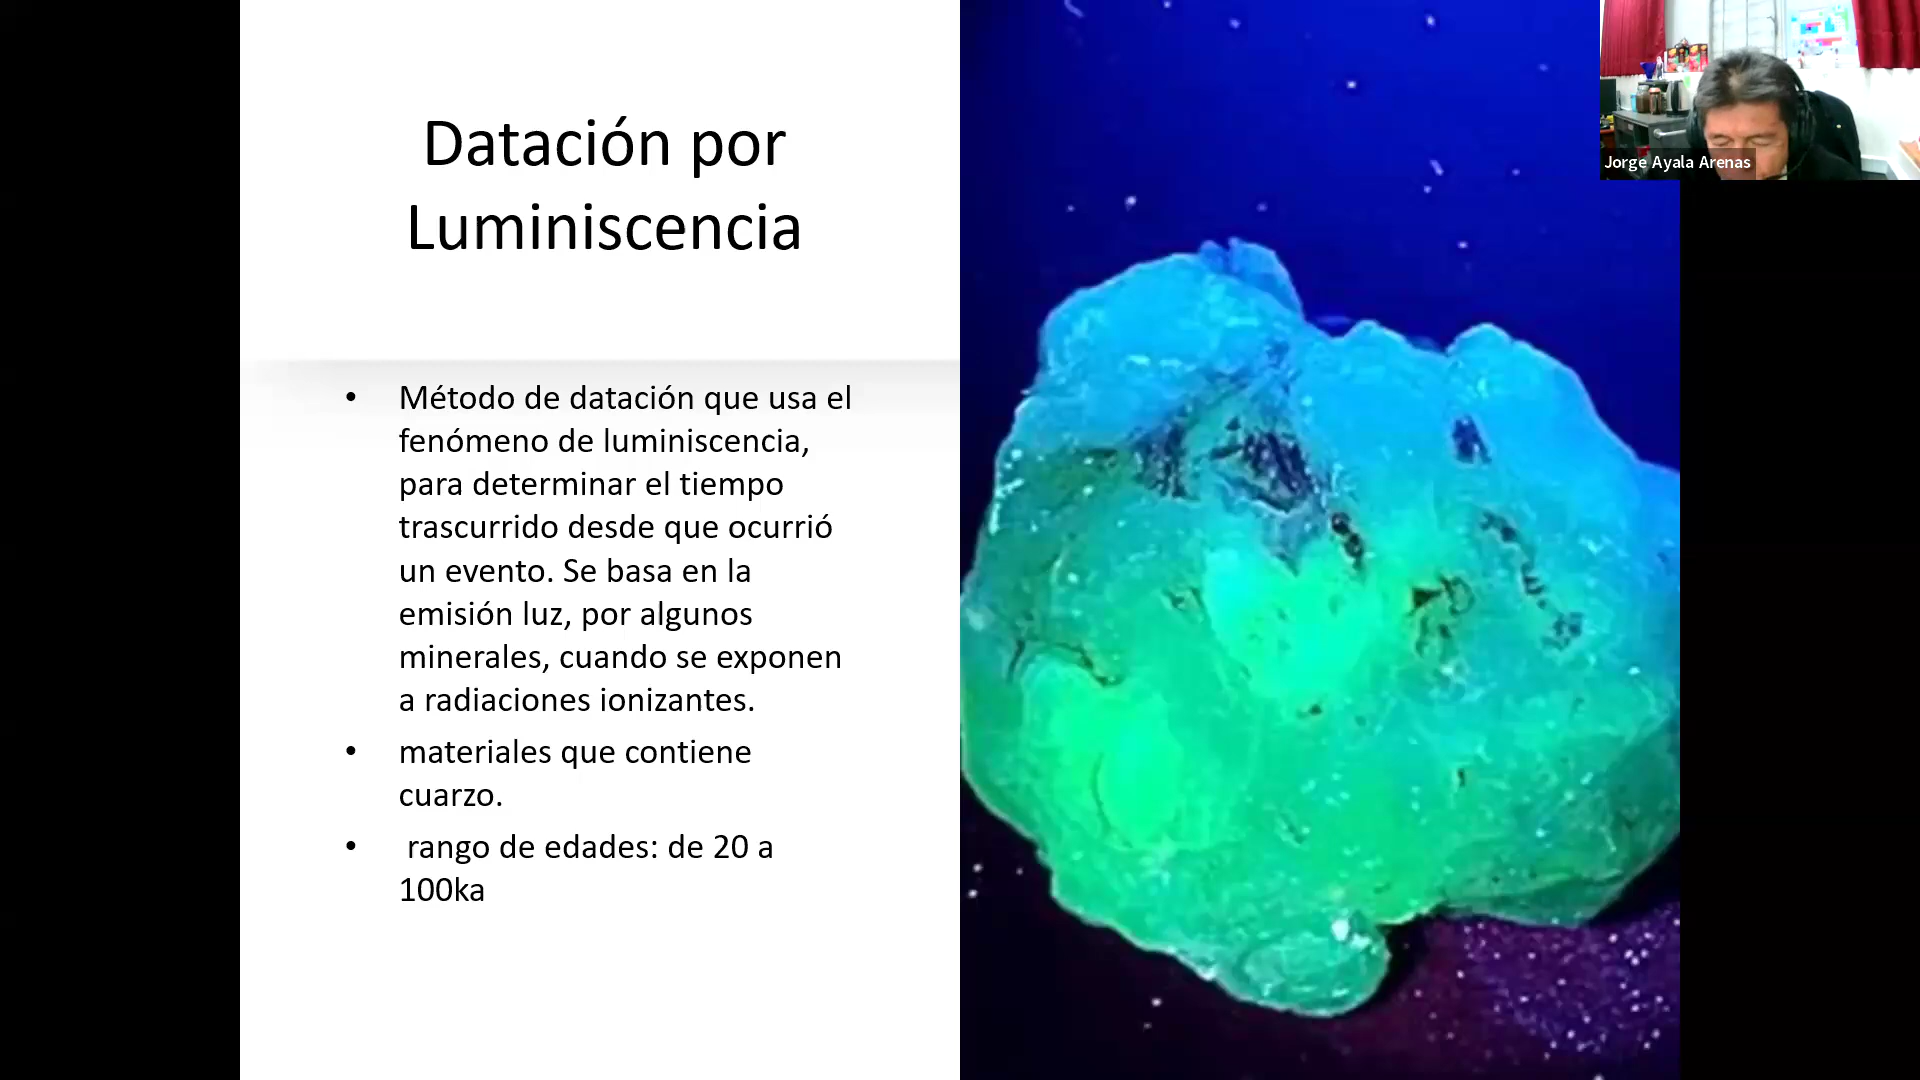 Datación por
Luminiscencia
• Método de datación que usa el
fenómeno de luminiscencia,
para determinar el tiempo
trascurrido desde que ocurrió
un evento. Se basa en la
emisión luz, por algunos
minerales, cuando se exponen
a radiaciones ionizantes.
• materiales que contiene
cuarzo.
• rango de edades: de 20 a
100ka
Jorge Ayala Arenas